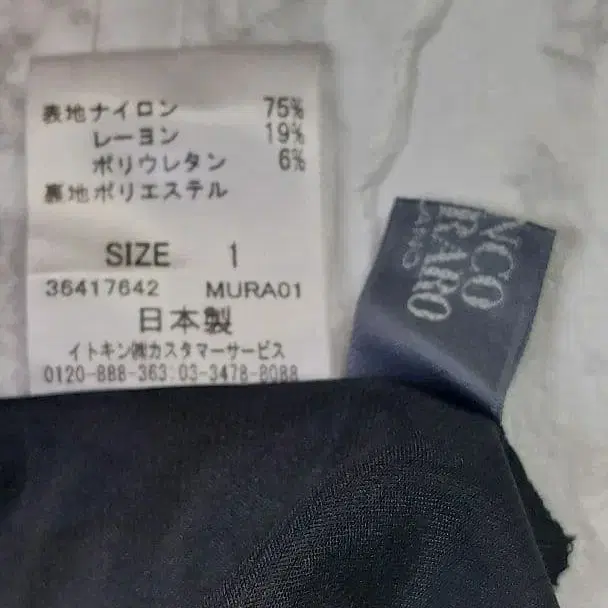 表地ナイロン 75%
レーヨン 19%
ポリウレタン 6%
裏地ポリエステル
SIZE 1
36417642 MURA01
日本製
イトキン㈱カスタマーサービス
0120-888-363:03-3478-8088
NCO
RARO